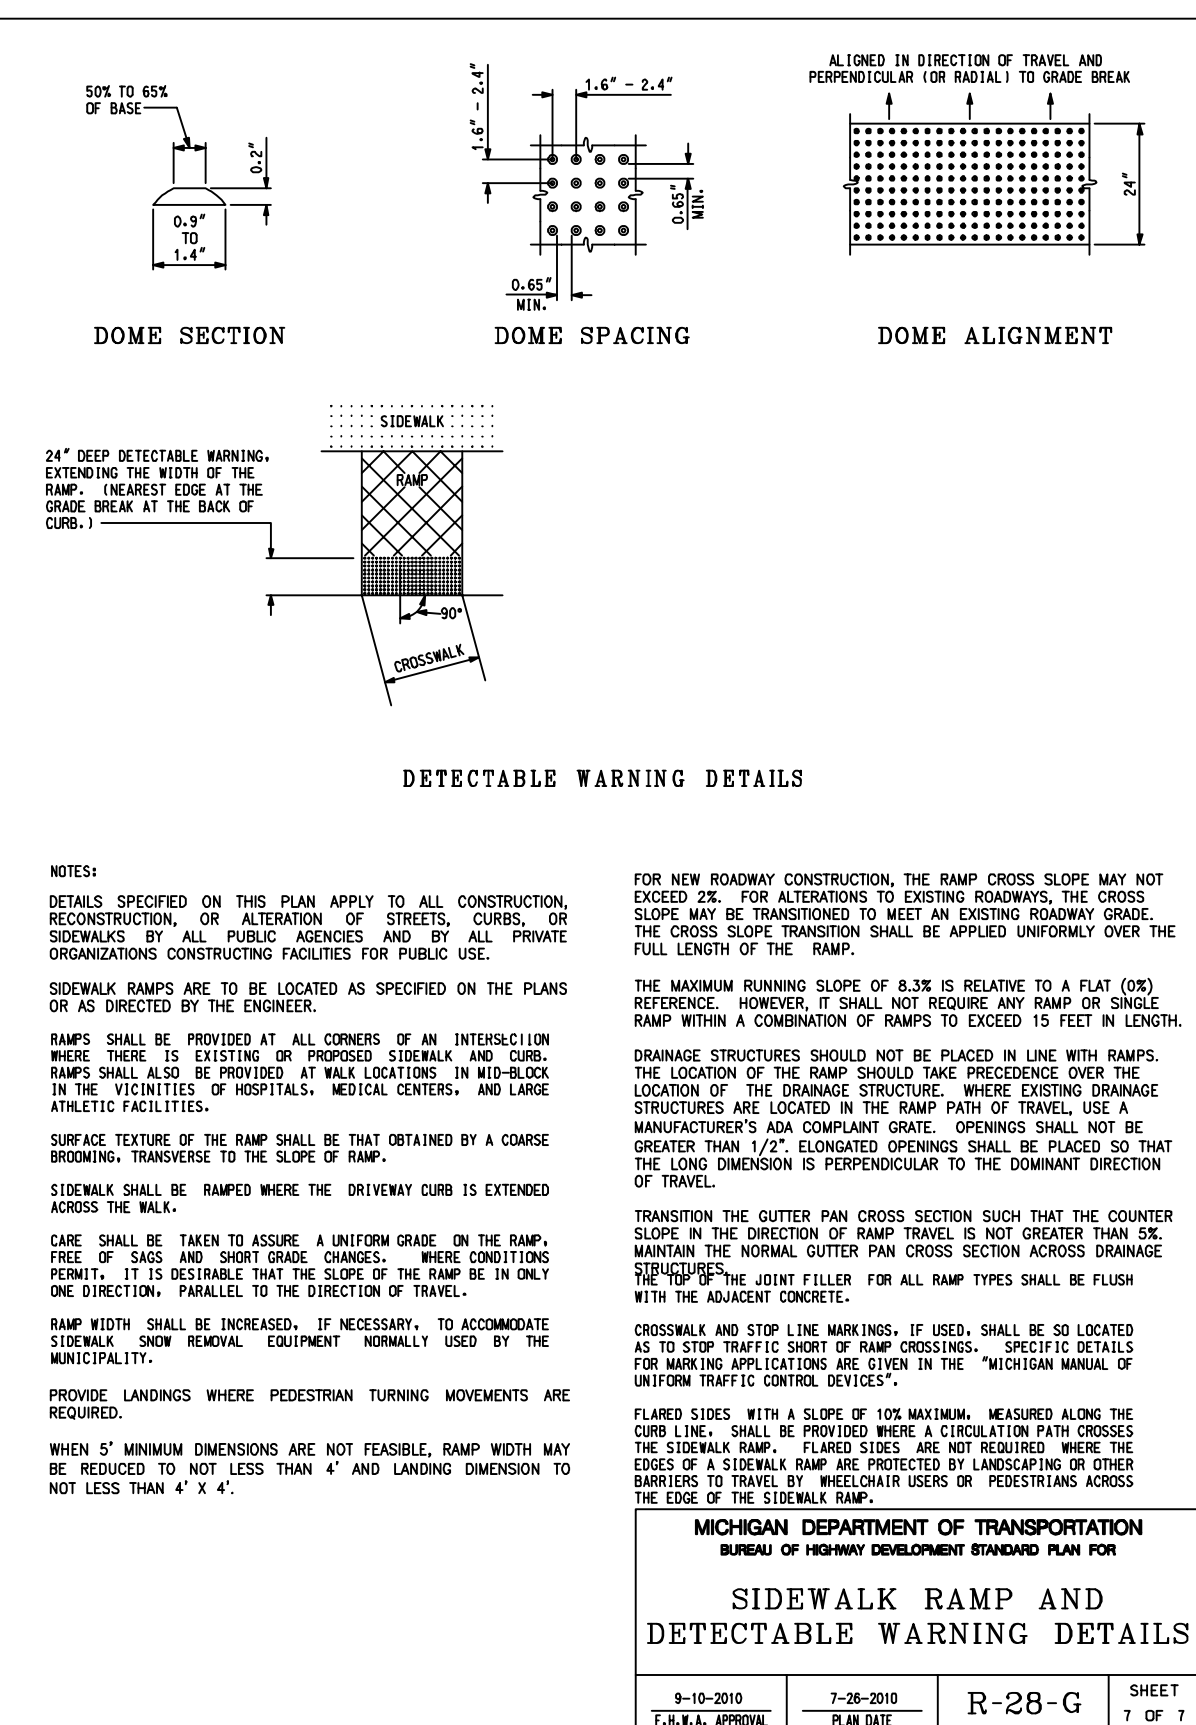 50% TO 65%
OF BASE
0.2"
0.9"
TO
1.4"
DOME SECTION
1.6" - 2.4"
1.6" - 2.4"
0.65"
MIN.
0.65"
MIN.
DOME SPACING
ALIGNED IN DIRECTION OF TRAVEL AND
PERPENDICULAR (OR RADIAL) TO GRADE BREAK
24"
DOME ALIGNMENT
SIDEWALK
24" DEEP DETECTABLE WARNING,
EXTENDING THE WIDTH OF THE
RAMP. (NEAREST EDGE AT THE
GRADE BREAK AT THE BACK OF
CURB.)
RAMP
90°
CROSSWALK
DETECTABLE WARNING DETAILS
NOTES:
DETAILS SPECIFIED ON THIS PLAN APPLY TO ALL CONSTRUCTION,
RECONSTRUCTION, OR ALTERATION OF STREETS, CURBS, OR
SIDEWALKS BY ALL PUBLIC AGENCIES AND BY ALL PRIVATE
ORGANIZATIONS CONSTRUCTING FACILITIES FOR PUBLIC USE.
SIDEWALK RAMPS ARE TO BE LOCATED AS SPECIFIED ON THE PLANS
OR AS DIRECTED BY THE ENGINEER.
RAMPS SHALL BE PROVIDED AT ALL CORNERS OF AN INTERSECTION
WHERE THERE IS EXISTING OR PROPOSED SIDEWALK AND CURB.
RAMPS SHALL ALSO BE PROVIDED AT WALK LOCATIONS IN MID-BLOCK
IN THE VICINITIES OF HOSPITALS, MEDICAL CENTERS, AND LARGE
ATHLETIC FACILITIES.
SURFACE TEXTURE OF THE RAMP SHALL BE THAT OBTAINED BY A COARSE
BROOMING, TRANSVERSE TO THE SLOPE OF RAMP.
SIDEWALK SHALL BE RAMPED WHERE THE DRIVEWAY CURB IS EXTENDED
ACROSS THE WALK.
CARE SHALL BE TAKEN TO ASSURE A UNIFORM GRADE ON THE RAMP,
FREE OF SAGS AND SHORT GRADE CHANGES. WHERE CONDITIONS
PERMIT, IT IS DESIRABLE THAT THE SLOPE OF THE RAMP BE IN ONLY
ONE DIRECTION, PARALLEL TO THE DIRECTION OF TRAVEL.
RAMP WIDTH SHALL BE INCREASED, IF NECESSARY, TO ACCOMMODATE
SIDEWALK SNOW REMOVAL EQUIPMENT NORMALLY USED BY THE
MUNICIPALITY.
PROVIDE LANDINGS WHERE PEDESTRIAN TURNING MOVEMENTS ARE
REQUIRED.
WHEN 5' MINIMUM DIMENSIONS ARE NOT FEASIBLE, RAMP WIDTH MAY
BE REDUCED TO NOT LESS THAN 4' AND LANDING DIMENSION TO
NOT LESS THAN 4' X 4'.
FOR NEW ROADWAY CONSTRUCTION, THE RAMP CROSS SLOPE MAY NOT
EXCEED 2%. FOR ALTERATIONS TO EXISTING ROADWAYS, THE CROSS
SLOPE MAY BE TRANSITIONED TO MEET AN EXISTING ROADWAY GRADE.
THE CROSS SLOPE TRANSITION SHALL BE APPLIED UNIFORMLY OVER THE
FULL LENGTH OF THE RAMP.
THE MAXIMUM RUNNING SLOPE OF 8.3% IS RELATIVE TO A FLAT (0%)
REFERENCE. HOWEVER, IT SHALL NOT REQUIRE ANY RAMP OR SINGLE
RAMP WITHIN A COMBINATION OF RAMPS TO EXCEED 15 FEET IN LENGTH.
DRAINAGE STRUCTURES SHOULD NOT BE PLACED IN LINE WITH RAMPS.
THE LOCATION OF THE RAMP SHOULD TAKE PRECEDENCE OVER THE
LOCATION OF THE DRAINAGE STRUCTURE. WHERE EXISTING DRAINAGE
STRUCTURES ARE LOCATED IN THE RAMP PATH OF TRAVEL, USE A
MANUFACTURER'S ADA COMPLAINT GRATE. OPENINGS SHALL NOT BE
GREATER THAN 1/2". ELONGATED OPENINGS SHALL BE PLACED SO THAT
THE LONG DIMENSION IS PERPENDICULAR TO THE DOMINANT DIRECTION
OF TRAVEL.
TRANSITION THE GUTTER PAN CROSS SECTION SUCH THAT THE COUNTER
SLOPE IN THE DIRECTION OF RAMP TRAVEL IS NOT GREATER THAN 5%.
MAINTAIN THE NORMAL GUTTER PAN CROSS SECTION ACROSS DRAINAGE
STRUCTURES.
THE TOP OF THE JOINT FILLER FOR ALL RAMP TYPES SHALL BE FLUSH
WITH THE ADJACENT CONCRETE.
CROSSWALK AND STOP LINE MARKINGS, IF USED, SHALL BE SO LOCATED
AS TO STOP TRAFFIC SHORT OF RAMP CROSSINGS. SPECIFIC DETAILS
FOR MARKING APPLICATIONS ARE GIVEN IN THE "MICHIGAN MANUAL OF
UNIFORM TRAFFIC CONTROL DEVICES".
FLARED SIDES WITH A SLOPE OF 10% MAXIMUM, MEASURED ALONG THE
CURB LINE, SHALL BE PROVIDED WHERE A CIRCULATION PATH CROSSES
THE SIDEWALK RAMP. FLARED SIDES ARE NOT REQUIRED WHERE THE
EDGES OF A SIDEWALK RAMP ARE PROTECTED BY LANDSCAPING OR OTHER
BARRIERS TO TRAVEL BY WHEELCHAIR USERS OR PEDESTRIANS ACROSS
THE EDGE OF THE SIDEWALK RAMP.
MICHIGAN DEPARTMENT OF TRANSPORTATION
BUREAU OF HIGHWAY DEVELOPMENT STANDARD PLAN FOR
SIDEWALK RAMP AND
DETECTABLE WARNING DETAILS
9-10-2010
F.H.W.A. APPROVAL
7-26-2010
PLAN DATE
R-28-G
SHEET
7 OF 7